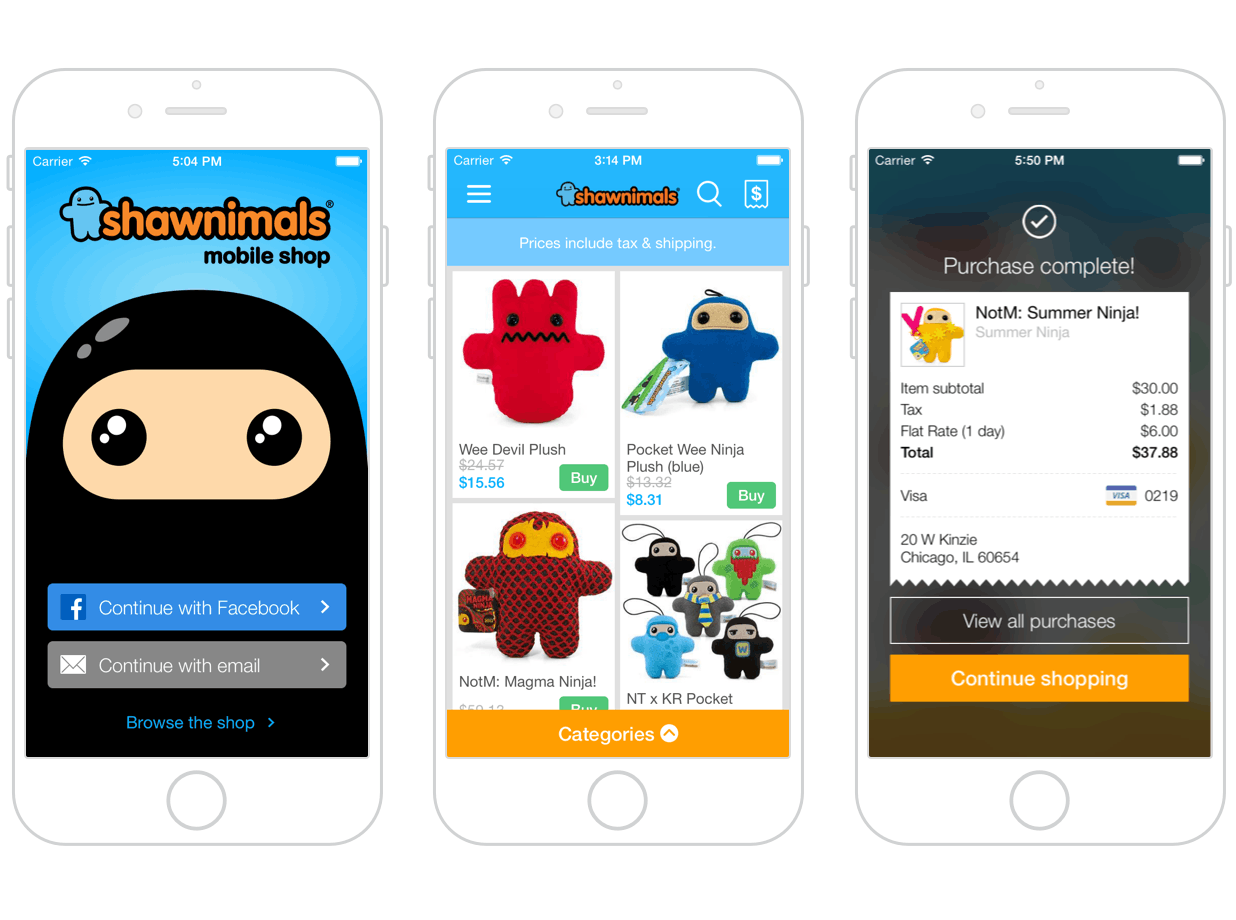 Carrier 5:04 PM
shawnimals®
mobile shop
Continue with Facebook
Continue with email
Browse the shop
Carrier 3:14 PM
shawnimals®
$
Prices include tax & shipping.
Wee Devil Plush
$24.57
$15.56
Buy
Pocket Wee Ninja
Plush (blue)
$13.32
$8.31
Buy
MAGMA
NINJA
W
NotM: Magma Ninja!
$59.13
Buy
NT x KR Pocket
Categories
Carrier 5:50 PM
Purchase complete!
NotM: Summer Ninja!
Summer Ninja
Item subtotal $30.00
Tax $1.88
Flat Rate (1 day) $6.00
Total $37.88
Visa VISA 0219
20 W Kinzie
Chicago, IL 60654
View all purchases
Continue shopping